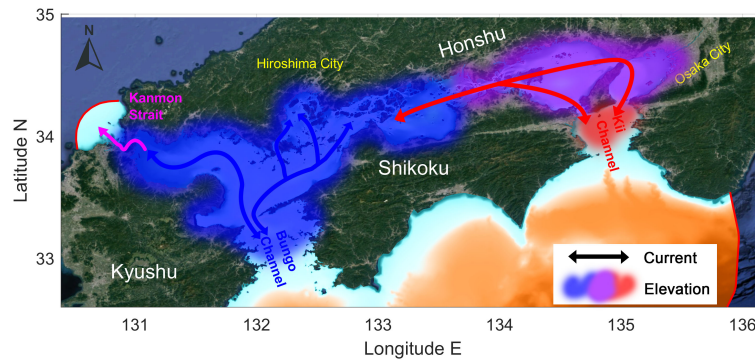 35
34
33
Latitude N
N
Honshu
Hiroshima City
Osaka City
Kanmon
Strait
Kii
Channel
Shikoku
Bungo
Channel
Kyushu
Current
Elevation
131
132
133
134
135
136
Longitude E